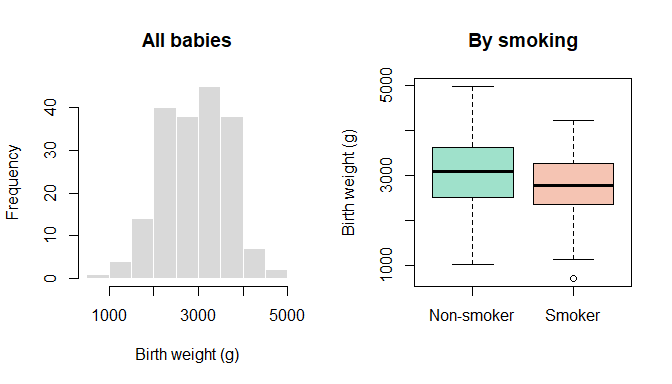 All babies
Frequency
40
30
20
10
0
1000 3000 5000
Birth weight (g)
By smoking
Birth weight (g)
5000
3000
1000
Non-smoker Smoker